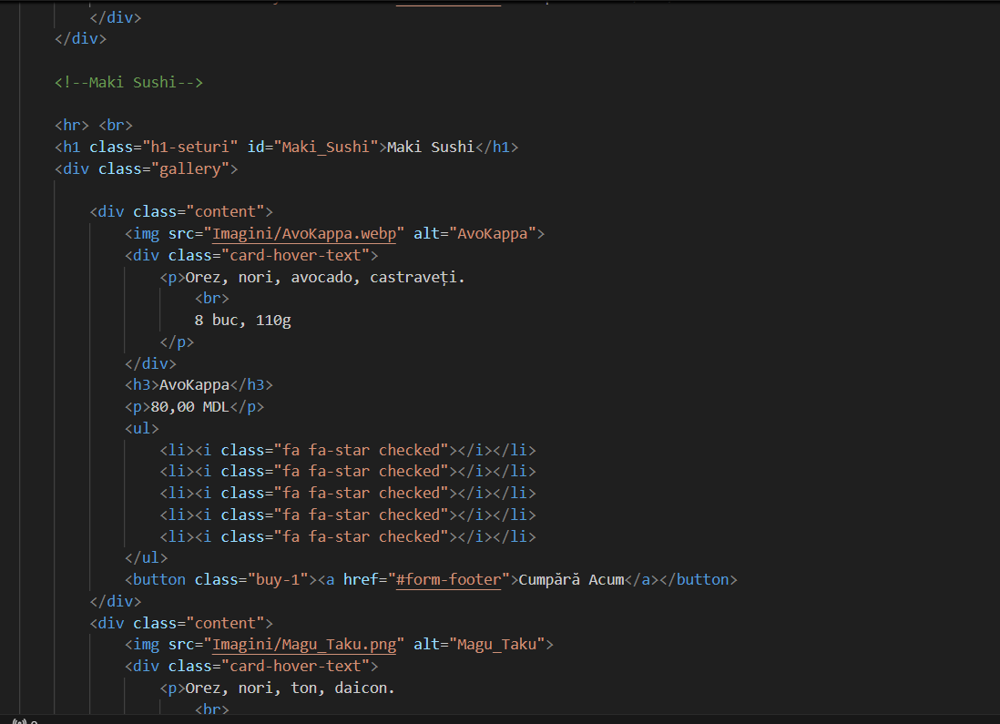 </div>
</div>
<!--Maki Sushi-->
<hr> <br>
<h1 class="h1-seturi" id="Maki_Sushi">Maki Sushi</h1>
<div class="gallery">
<div class="content">
<img src="Imagini/AvoKappa.webp" alt="AvoKappa">
<div class="card-hover-text">
<p>Orez, nori, avocado, castraveți.
<br>
8 buc, 110g
</p>
</div>
<h3>AvoKappa</h3>
<p>80,00 MDL</p>
<ul>
<li><i class="fa fa-star checked"></i></li>
<li><i class="fa fa-star checked"></i></li>
<li><i class="fa fa-star checked"></i></li>
<li><i class="fa fa-star checked"></i></li>
<li><i class="fa fa-star checked"></i></li>
</ul>
<button class="buy-1"><a href="#form-footer">Cumpără Acum</a></button>
</div>
<div class="content">
<img src="Imagini/Magu_Taku.png" alt="Magu_Taku">
<div class="card-hover-text">
<p>Orez, nori, ton, daicon.
<br>